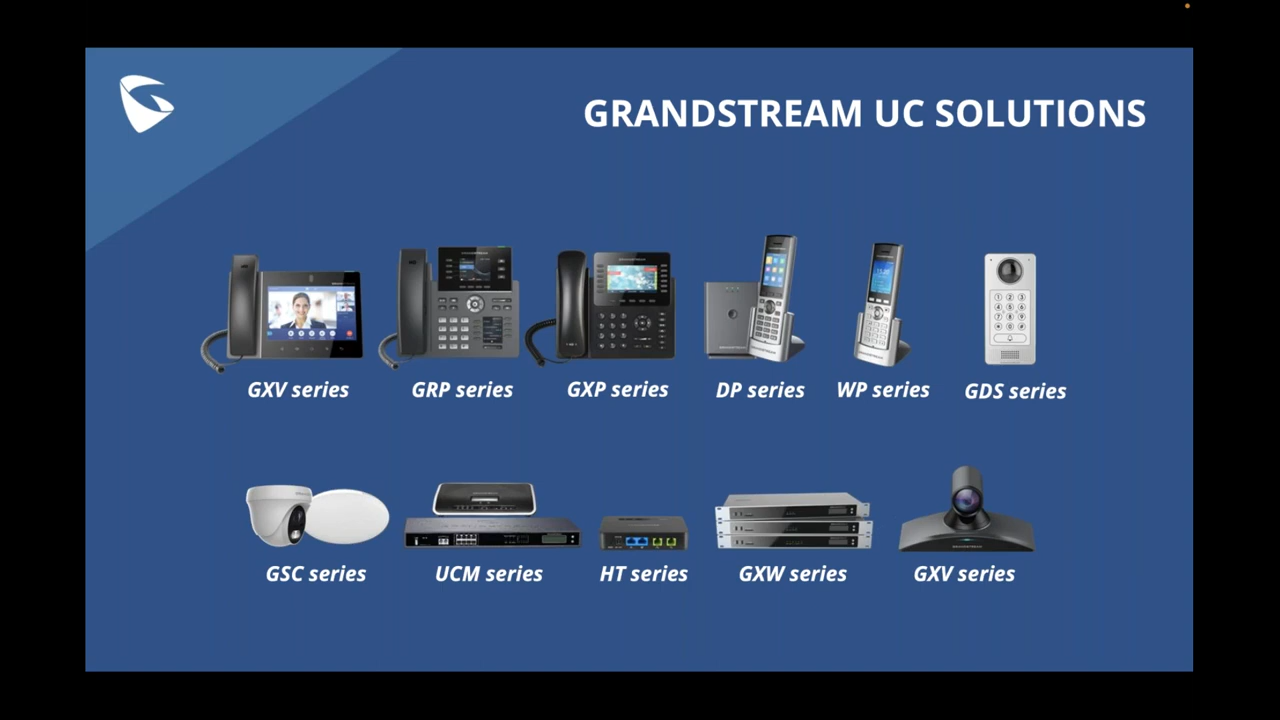 GRANDSTREAM UC SOLUTIONS
GXV series
GRP series
GXP series
DP series
WP series
GDS series
GSC series
UCM series
HT series
GXW series
GXV series